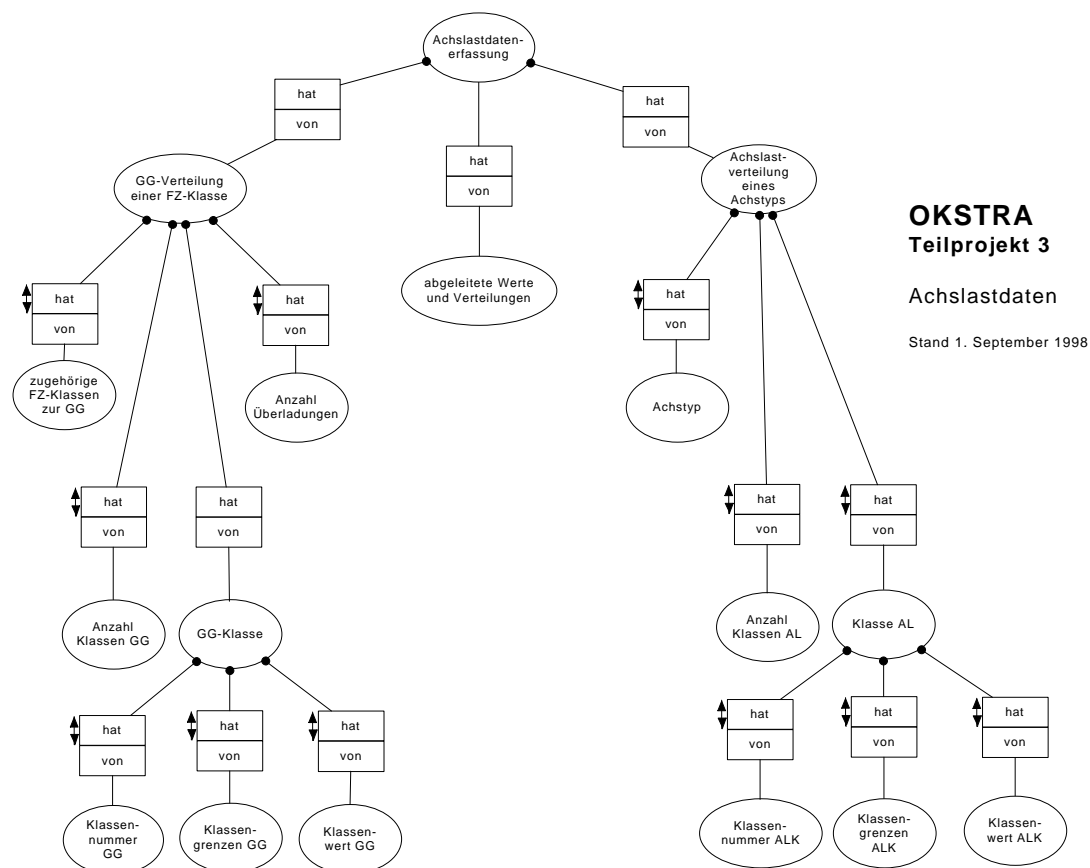 Achslastdaten-
erfassung
hat
von
hat
von
hat
von
GG-Verteilung
einer FZ-Klasse
Achslast-
verteilung
eines
Achstyps
OKSTRA
Teilprojekt 3
Achslastdaten
Stand 1. September 1998
abgeleitete Werte
und Verteilungen
hat
von
hat
von
hat
von
zugehörige
FZ-Klassen
zur GG
Anzahl
Überladungen
Achstyp
hat
von
hat
von
hat
von
hat
von
Anzahl
Klassen GG
GG-Klasse
Anzahl
Klassen AL
Klasse AL
hat
von
hat
von
hat
von
hat
von
hat
von
hat
von
Klassen-
nummer
GG
Klassen-
grenzen GG
Klassen-
wert GG
Klassen-
nummer ALK
Klassen-
grenzen
ALK
Klassen-
wert ALK